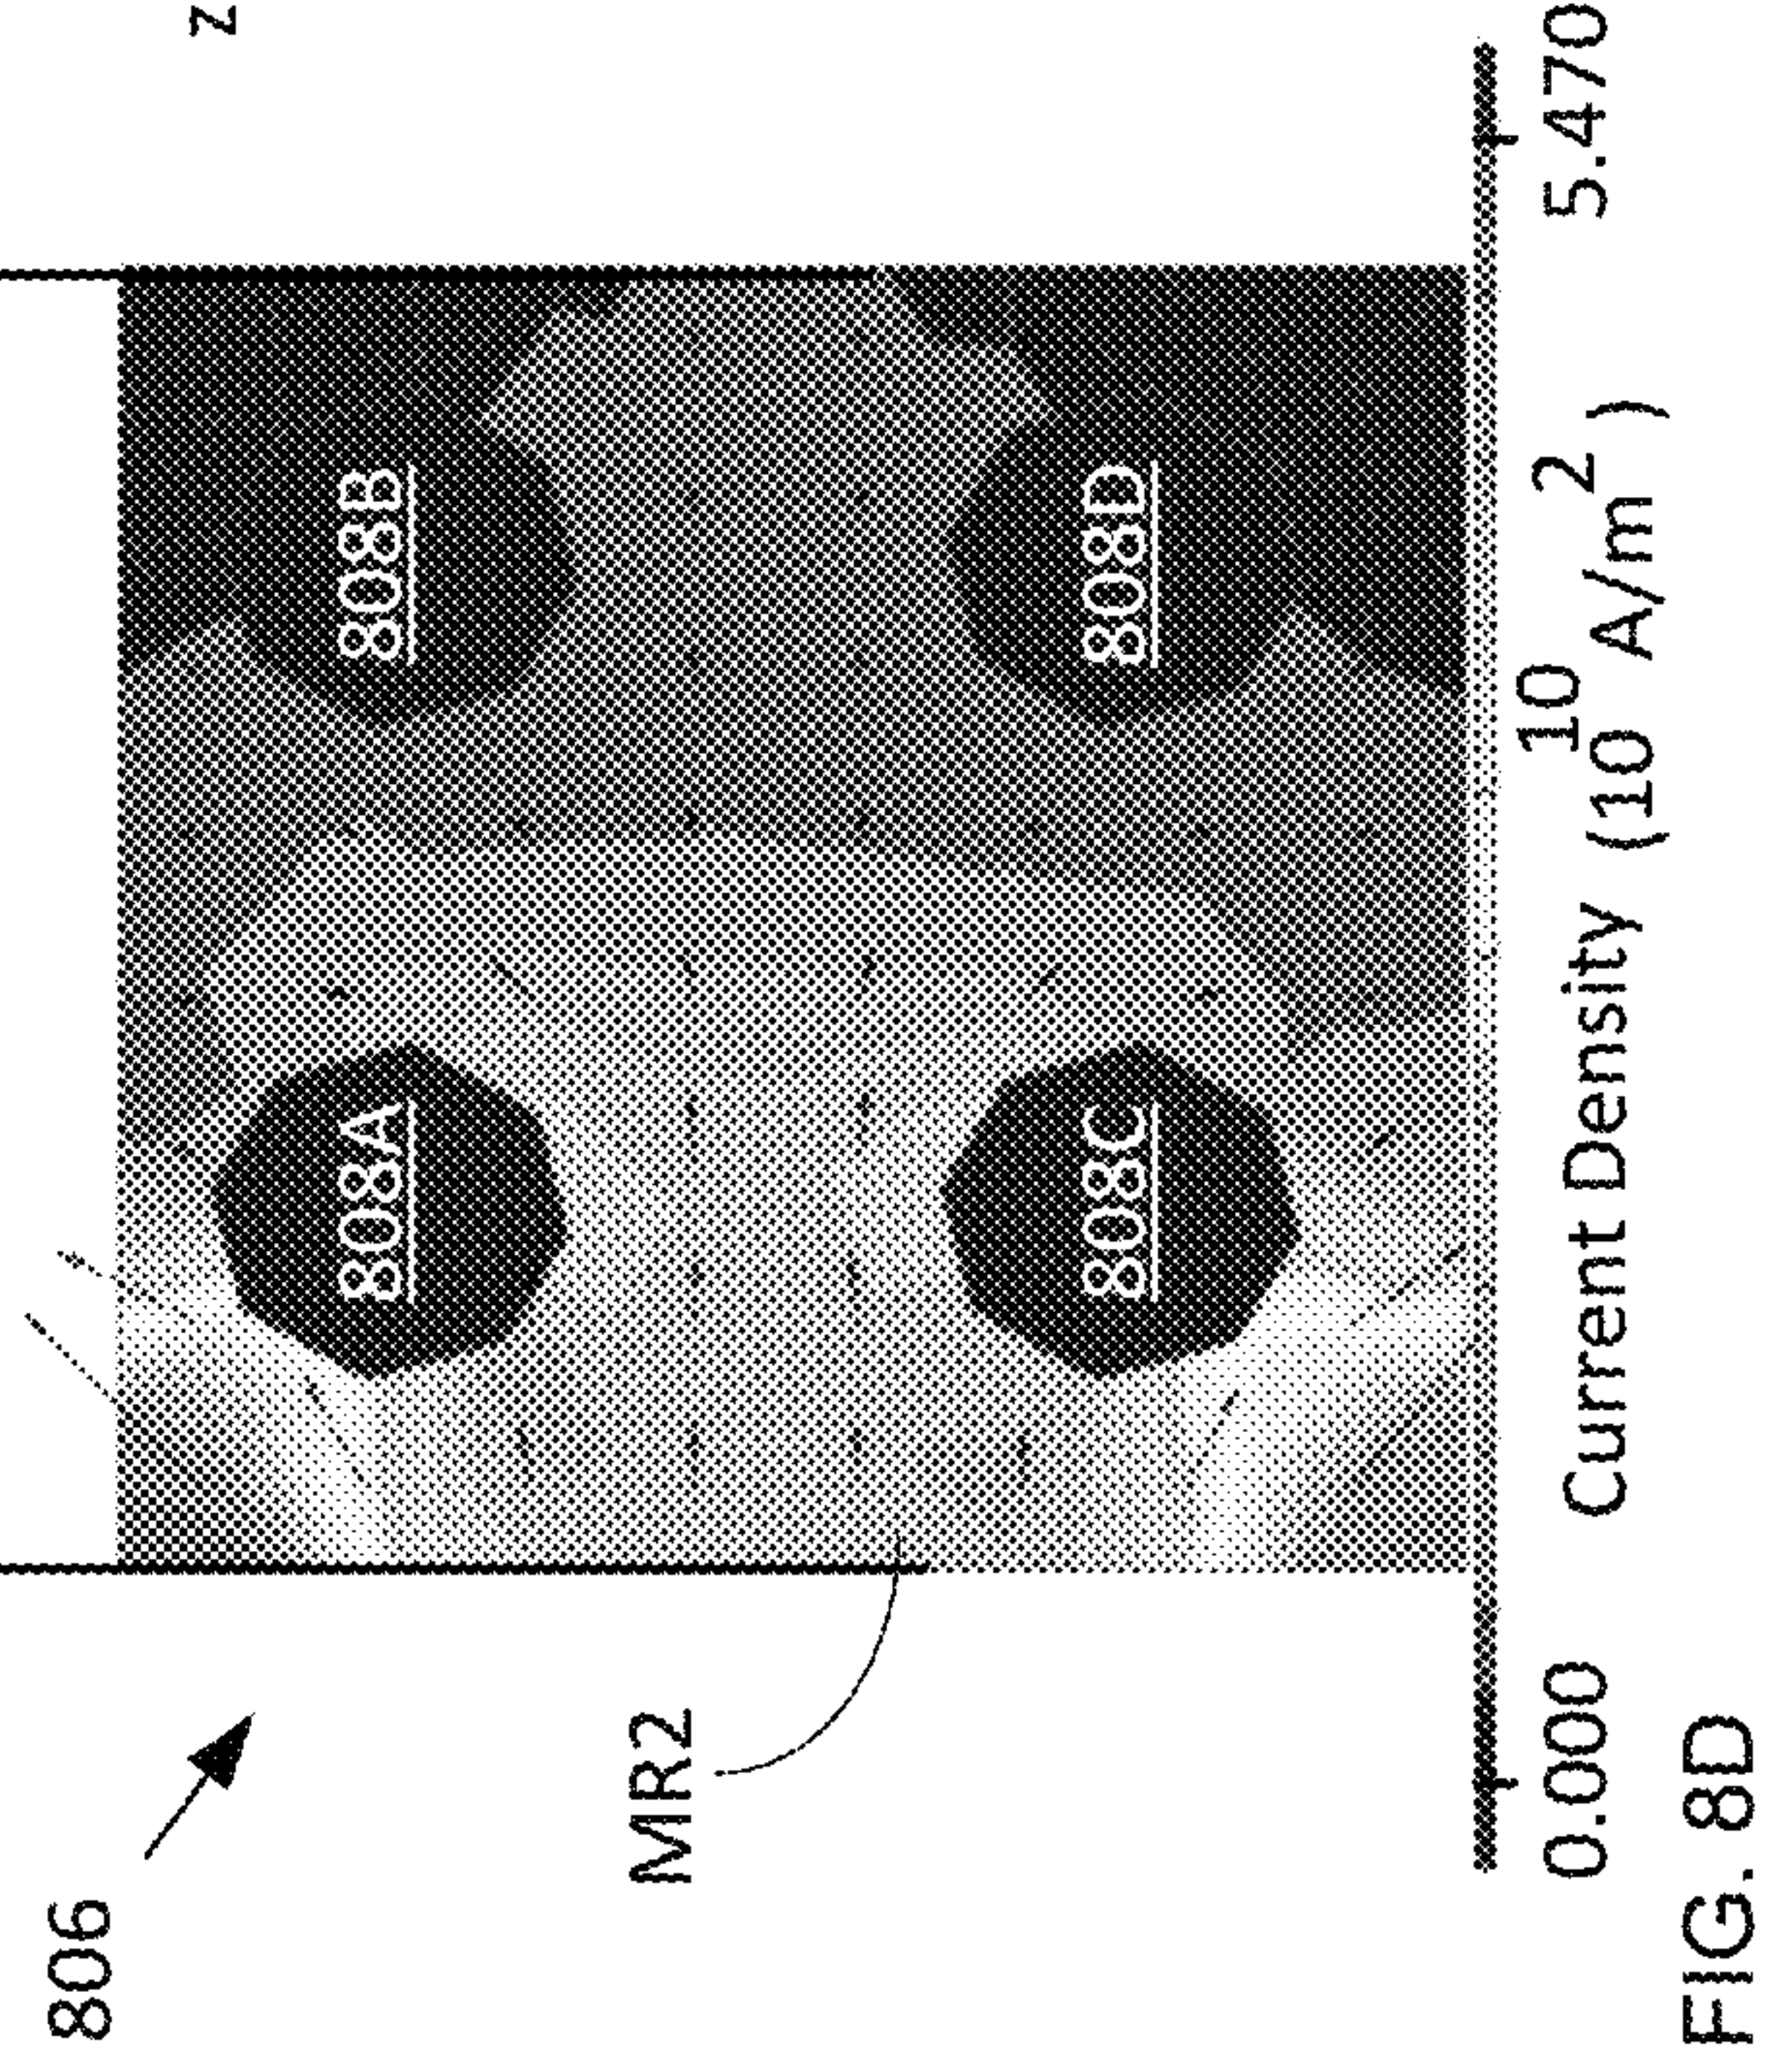 806
z
MR2
808A
808B
808C
808D
0.000
5.470
Current Density (10^10 A/m^2)
FIG. 8D